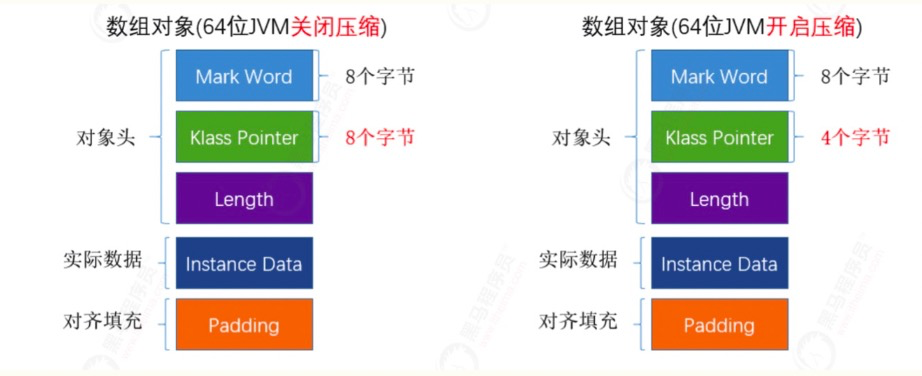 数组对象(64位JVM关闭压缩)
Mark Word
8个字节
对象头
Klass Pointer
8个字节
Length
实际数据
Instance Data
对齐填充
Padding
数组对象(64位JVM开启压缩)
Mark Word
8个字节
对象头
Klass Pointer
4个字节
Length
实际数据
Instance Data
对齐填充
Padding